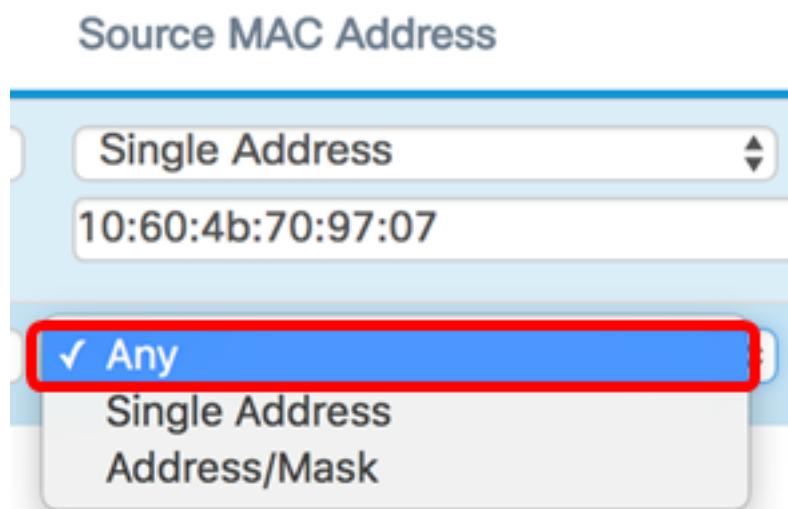 Source MAC Address
Single Address
10:60:4b:70:97:07
✓ Any
Single Address
Address/Mask